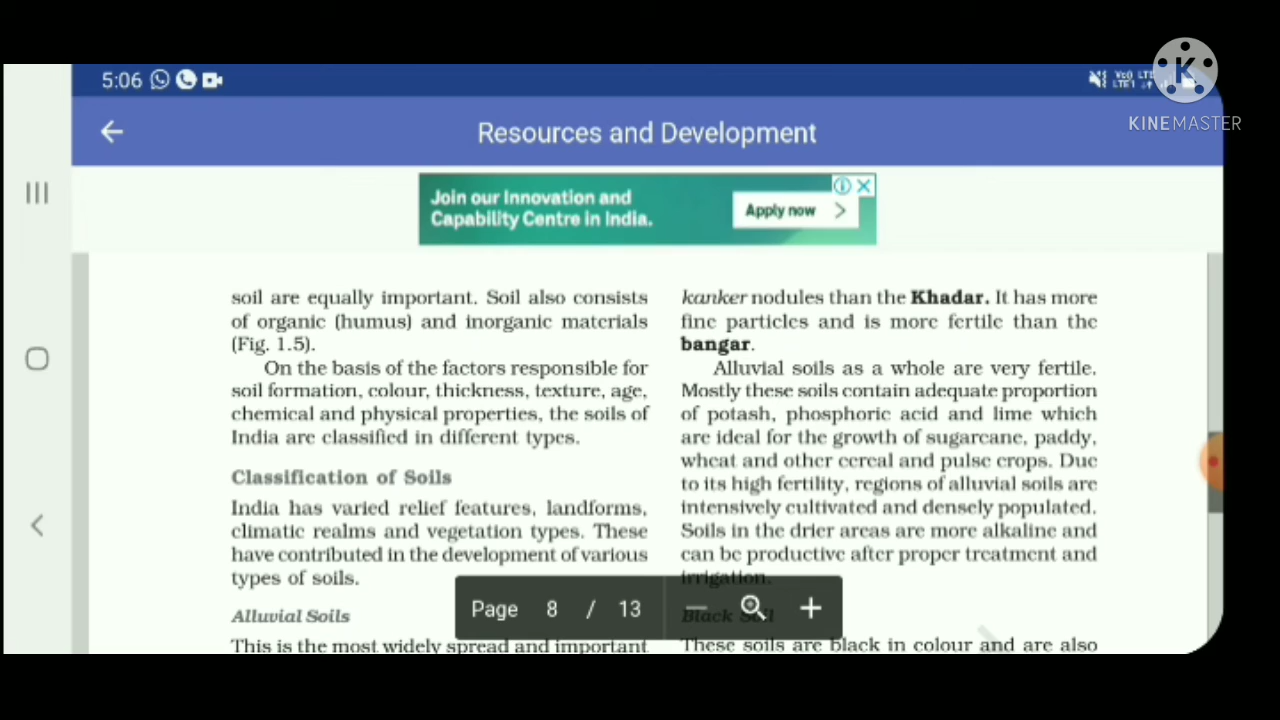 5:06
KINEMASTER
Resources and Development
Join our Innovation and
Capability Centre in India.
Apply now
soil are equally important. Soil also consists
of organic (humus) and inorganic materials
(Fig. 1.5).
On the basis of the factors responsible for
soil formation, colour, thickness, texture, age,
chemical and physical properties, the soils of
India are classified in different types.
Classification of Soils
India has varied relief features, landforms,
climatic realms and vegetation types. These
have contributed in the development of various
types of soils.
Alluvial Soils
This is the most widely spread and important
kanker nodules than the Khadar. It has more
fine particles and is more fertile than the
bangar.
Alluvial soils as a whole are very fertile.
Mostly these soils contain adequate proportion
of potash, phosphoric acid and lime which
are ideal for the growth of sugarcane, paddy,
wheat and other cereal and pulse crops. Due
to its high fertility, regions of alluvial soils are
intensively cultivated and densely populated.
Soils in the drier areas are more alkaline and
can be productive after proper treatment and
irrigation.
Black Soil
These soils are black in colour and are also
Page 8 / 13